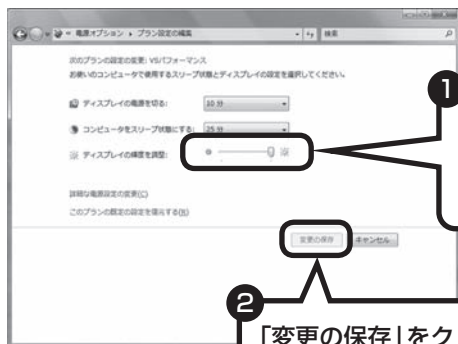 電源オプション ▸ プラン設定の編集
検索
次のプランの設定の変更: VSパフォーマンス
お使いのコンピュータで使用するスリープ状態とディスプレイの設定を選択してください。
ディスプレイの電源を切る: 10 分
コンピュータをスリープ状態にする: 25 分
ディスプレイの輝度を調整:
1
詳細な電源設定の変更(C)
このプランの既定の設定を復元する(R)
変更の保存 キャンセル
2
「変更の保存」をク